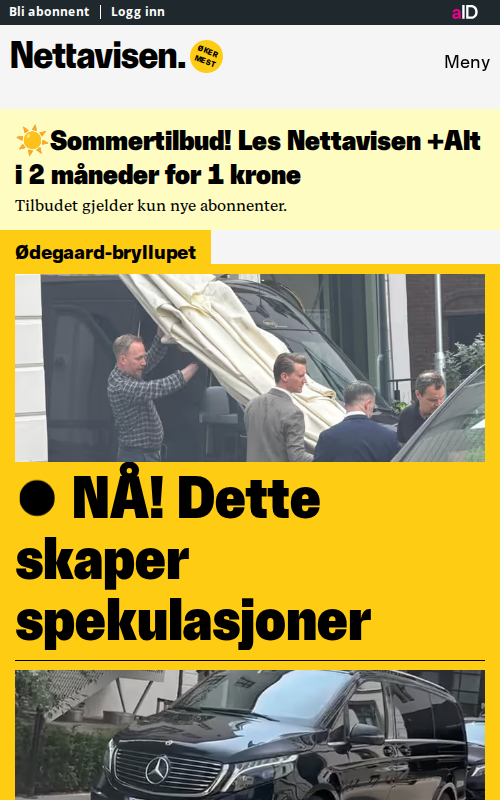 Bli abonnent | Logg inn
aID
Nettavisen.
ØKER
MEST
Meny
☀️Sommertilbud! Les Nettavisen +Alt
i 2 måneder for 1 krone
Tilbudet gjelder kun nye abonnenter.
Ødegaard-bryllupet
● NÅ! Dette
skaper
spekulasjoner